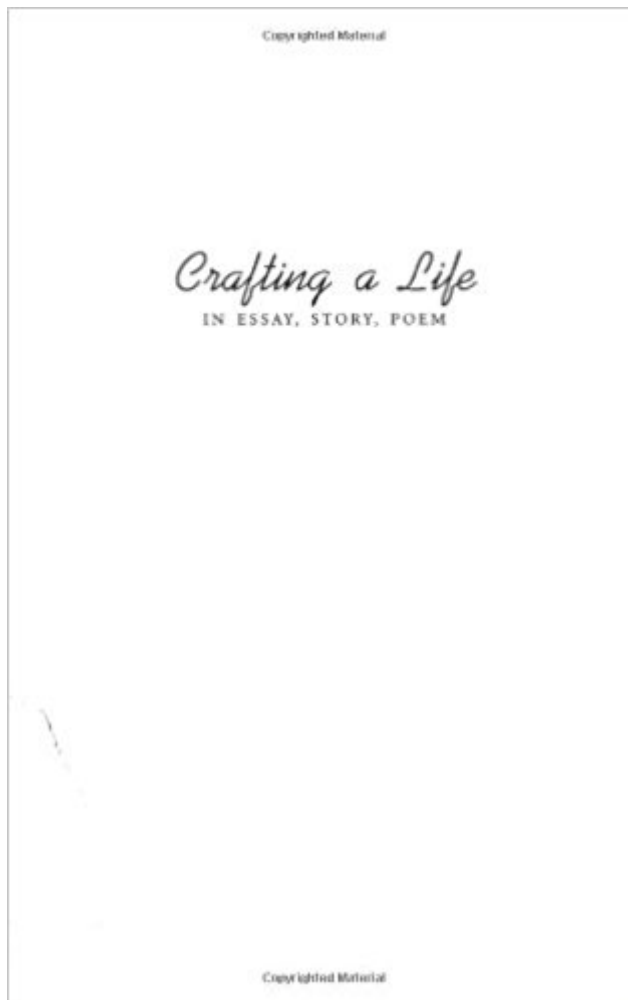 Copyrighted Material
Crafting a Life
IN ESSAY, STORY, POEM
Copyrighted Material